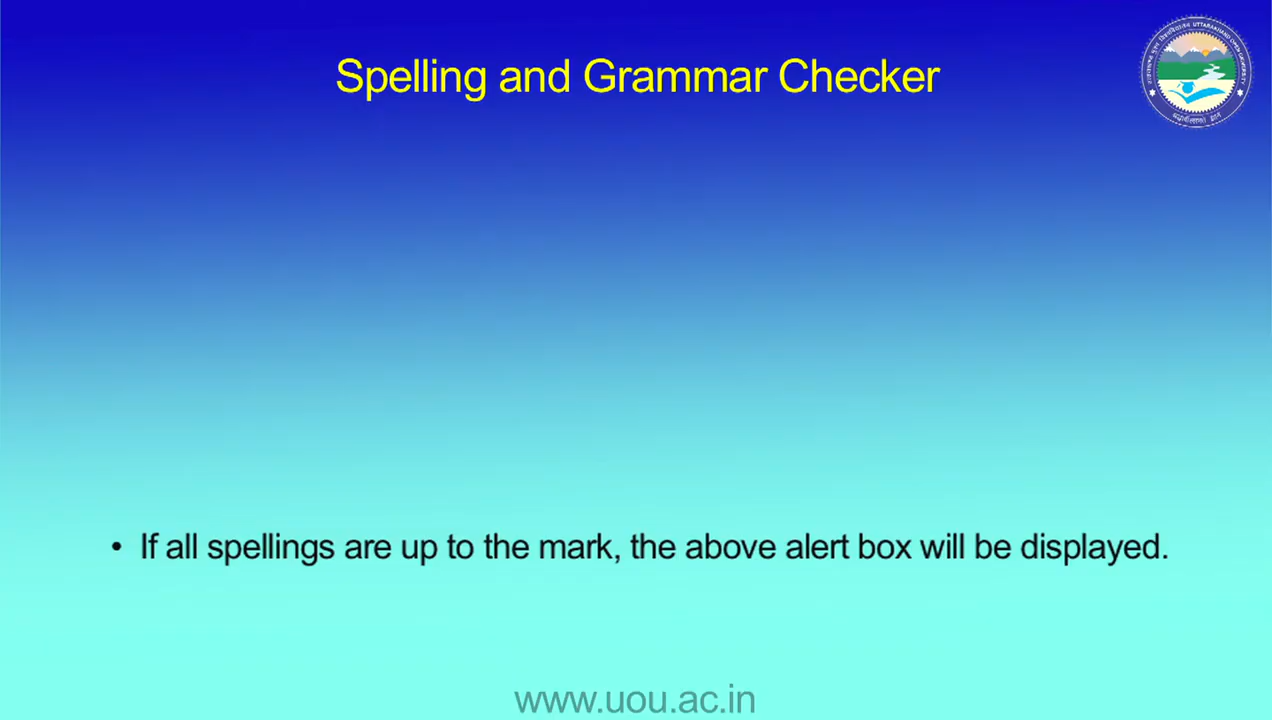 Spelling and Grammar Checker
• If all spellings are up to the mark, the above alert box will be displayed.
www.uou.ac.in